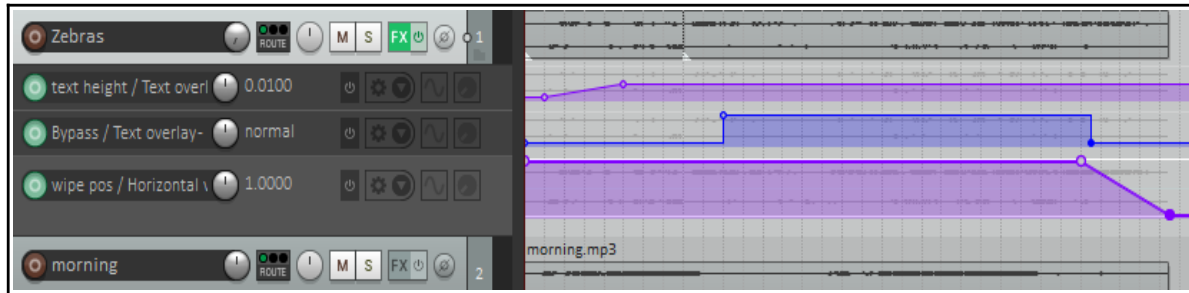 Zebras ROUTE M S FX 1
text height / Text overl 0.0100
Bypass / Text overlay- normal
wipe pos / Horizontal 1.0000
morning.mp3
morning ROUTE M S FX 2